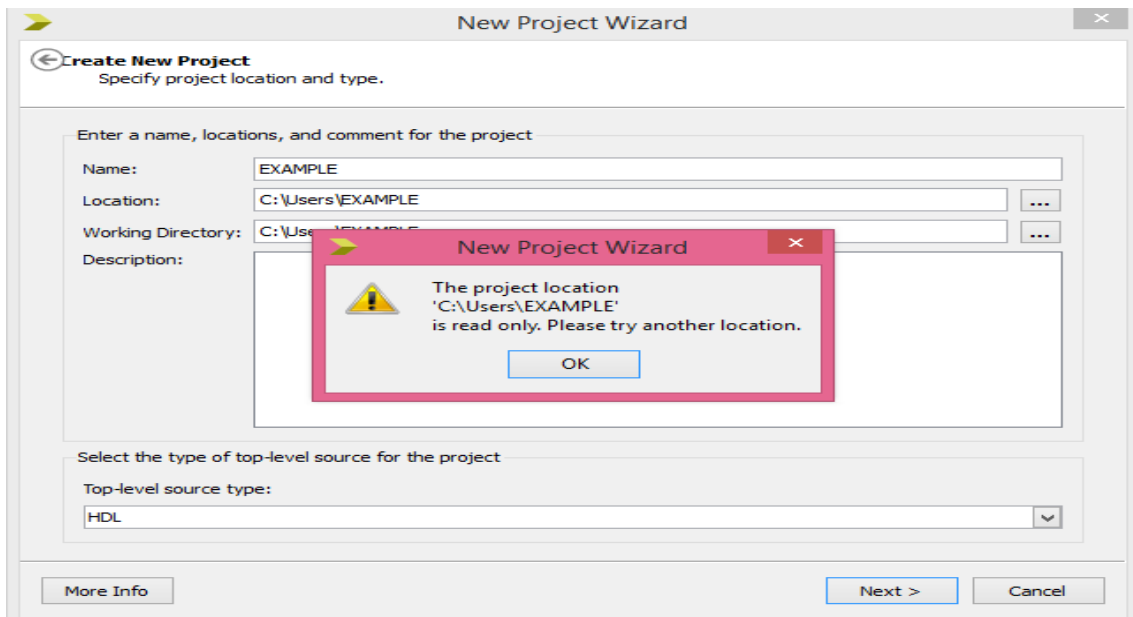 New Project Wizard
Create New Project
Specify project location and type.
Enter a name, locations, and comment for the project
Name:
EXAMPLE
Location:
C:\Users\EXAMPLE
...
Working Directory:
C:\Use
...
Description:
New Project Wizard
The project location
'C:\Users\EXAMPLE'
is read only. Please try another location.
OK
Select the type of top-level source for the project
Top-level source type:
HDL
More Info
Next >
Cancel